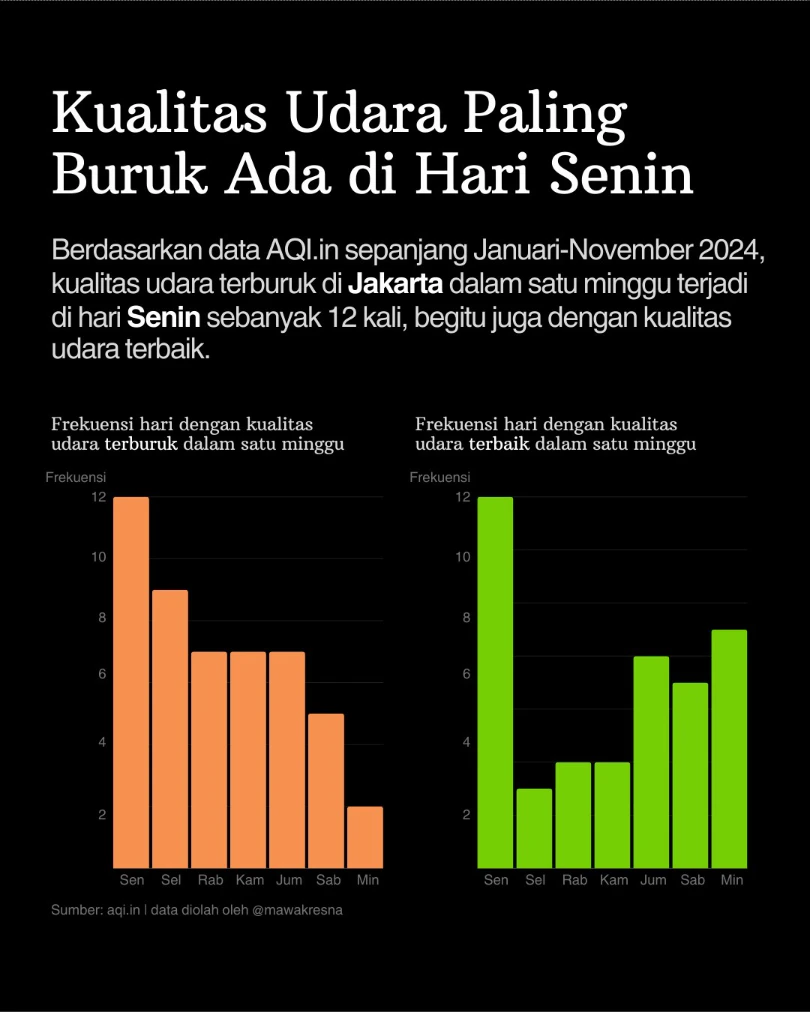 Kualitas Udara Paling
Buruk Ada di Hari Senin
Berdasarkan data AQI.in sepanjang Januari-November 2024,
kualitas udara terburuk di Jakarta dalam satu minggu terjadi
di hari Senin sebanyak 12 kali, begitu juga dengan kualitas
udara terbaik.
Frekuensi hari dengan kualitas
udara terburuk dalam satu minggu
Frekuensi
12
10
8
6
4
2
Sen Sel Rab Kam Jum Sab Min
Frekuensi hari dengan kualitas
udara terbaik dalam satu minggu
Frekuensi
12
10
8
6
4
2
Sen Sel Rab Kam Jum Sab Min
Sumber: aqi.in | data diolah oleh @mawakresna